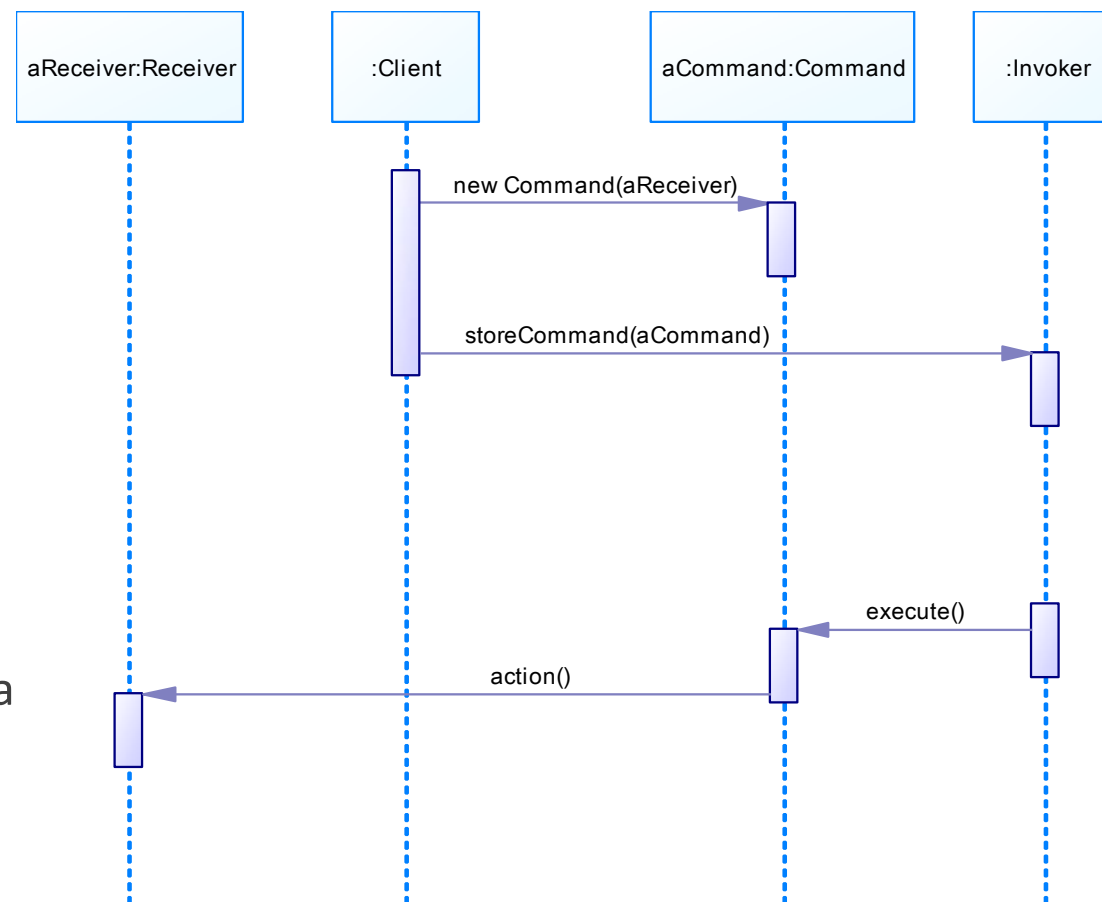 aReceiver:Receiver
:Client
aCommand:Command
:Invoker
new Command(aReceiver)
storeCommand(aCommand)
execute()
action()
a